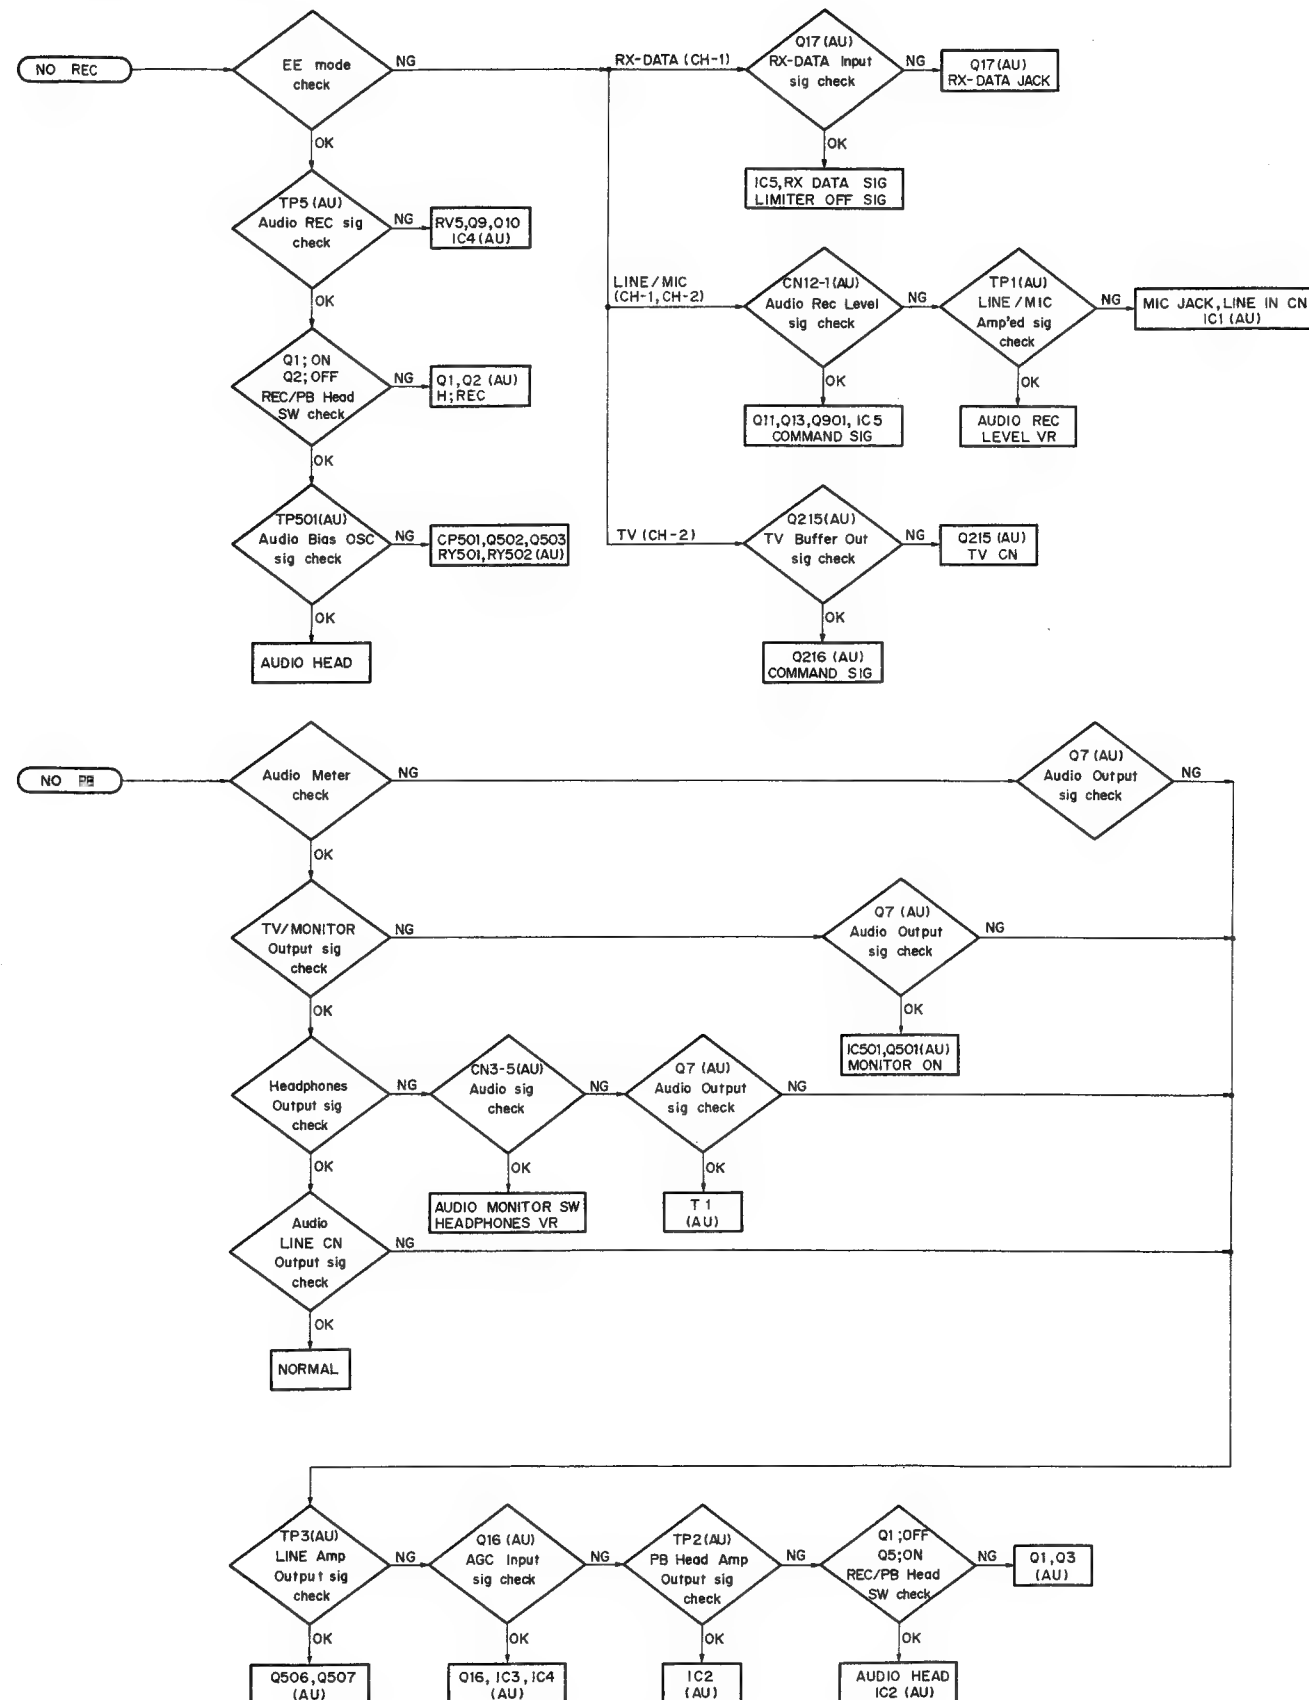 NO REC
EE mode
check
NG
OK
RX-DATA (CH-1)
Q17(AU)
RX-DATA Input
sig check
NG
Q17(AU)
RX-DATA JACK
OK
IC5,RX DATA SIG
LIMITER OFF SIG
TP5(AU)
Audio REC sig
check
NG
RV5,Q9,Q10
IC4(AU)
OK
LINE/MIC
(CH-1,CH-2)
CN12-1(AU)
Audio Rec Level
sig check
NG
TP1(AU)
LINE/MIC
Amp'ed sig
check
NG
MIC JACK,LINE IN CN
IC1(AU)
OK
Q11,Q13,Q901,IC5
COMMAND SIG
OK
AUDIO REC
LEVEL VR
Q1;ON
Q2;OFF
REC/PB Head
SW check
NG
Q1,Q2(AU)
H;REC
OK
TP501(AU)
Audio Bias OSC
sig check
NG
CP501,Q502,Q503
RY501,RY502(AU)
OK
AUDIO HEAD
TV(CH-2)
Q215(AU)
TV Buffer Out
sig check
NG
Q215(AU)
TV CN
OK
Q216(AU)
COMMAND SIG
NO PB
Audio Meter
check
NG
Q7(AU)
Audio Output
sig check
NG
OK
TV/MONITOR
Output sig
check
NG
Q7(AU)
Audio Output
sig check
NG
OK
IC501,Q501(AU)
MONITOR ON
OK
Headphones
Output sig
check
NG
CN3-5(AU)
Audio sig
check
NG
Q7(AU)
Audio Output
sig check
NG
OK
AUDIO MONITOR SW
HEADPHONES VR
OK
T1
(AU)
OK
Audio
LINE CN
Output sig
check
NG
OK
NORMAL
TP3(AU)
LINE Amp
Output sig
check
NG
Q16(AU)
AGC Input
sig check
NG
TP2(AU)
PB Head Amp
Output sig
check
NG
Q1;OFF
Q5;ON
REC/PB Head
SW check
NG
Q1,Q3
(AU)
OK
Q506,Q507
(AU)
OK
Q16,IC3,IC4
(AU)
OK
IC2
(AU)
OK
AUDIO HEAD
IC2(AU)